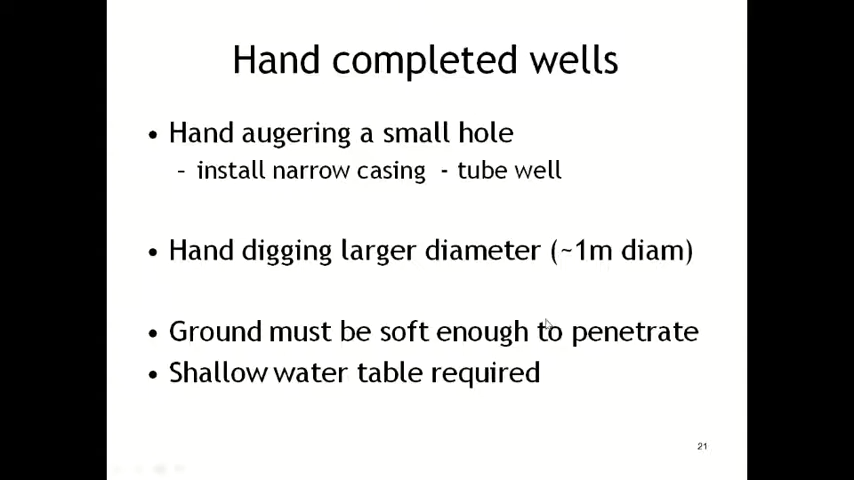 Hand completed wells
• Hand augering a small hole
– install narrow casing - tube well
• Hand digging larger diameter (~1m diam)
• Ground must be soft enough to penetrate
• Shallow water table required
21